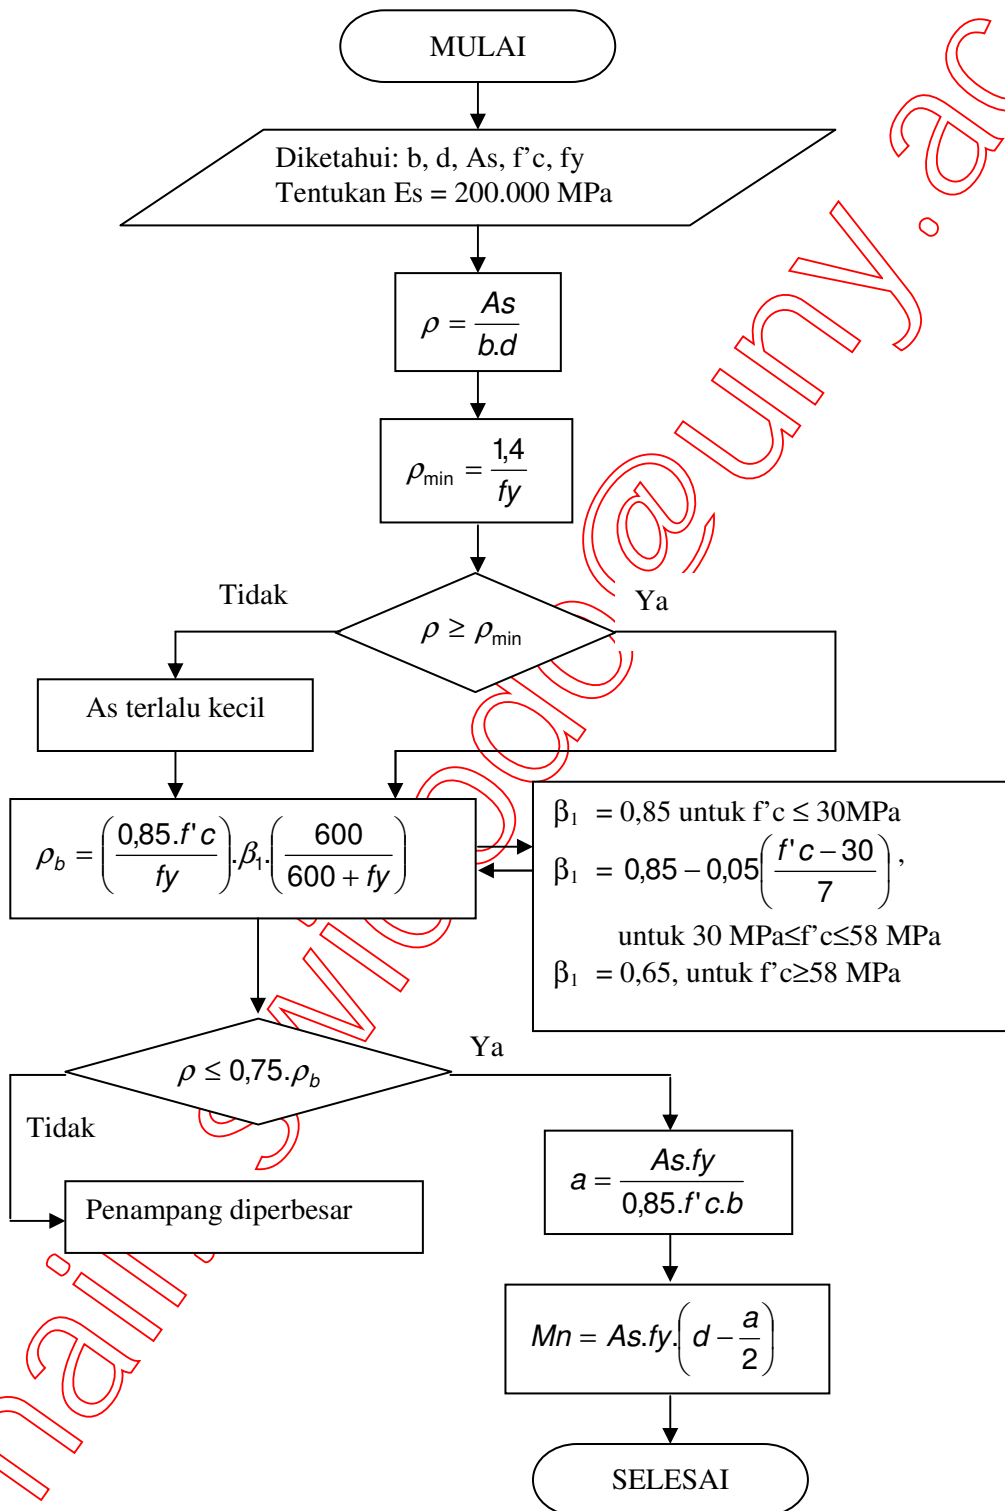 MULAI
Diketahui: b, d, As, f'c, fy
Tentukan Es = 200.000 MPa
ρ = As / b.d
ρmin = 1,4 / fy
Tidak
Ya
ρ ≥ ρmin
As terlalu kecil
ρb = (0,85.f'c / fy).β1.(600 / 600 + fy)
β1 = 0,85 untuk f'c ≤ 30MPa
β1 = 0,85 − 0,05(f'c − 30 / 7),
untuk 30 MPa≤f'c≤58 MPa
β1 = 0,65, untuk f'c≥58 MPa
ρ ≤ 0,75.ρb
Ya
Tidak
Penampang diperbesar
a = As.fy / 0,85.f'c.b
Mn = As.fy.(d − a / 2)
SELESAI